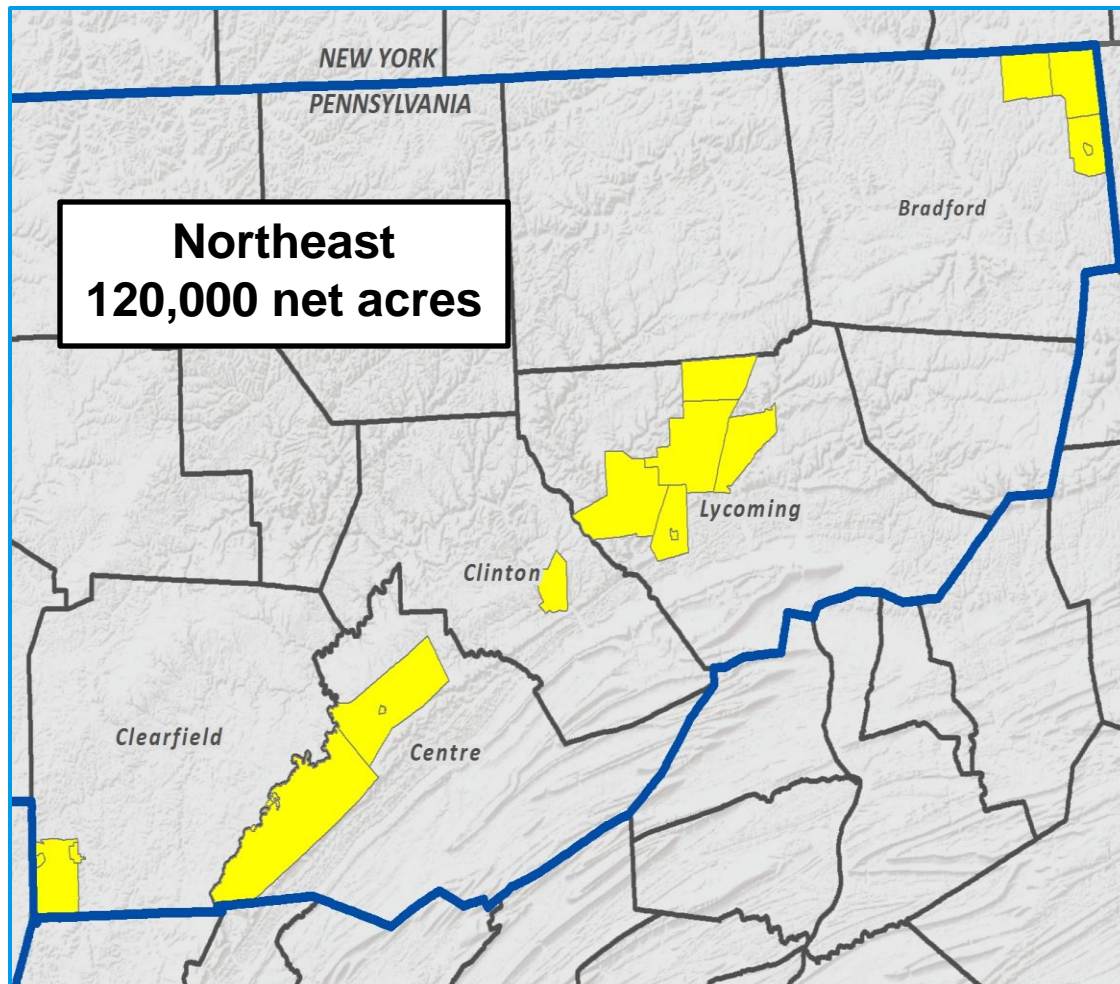 NEW YORK
PENNSYLVANIA
Northeast
120,000 net acres
Bradford
Lycoming
Clinton
Clearfield
Centre